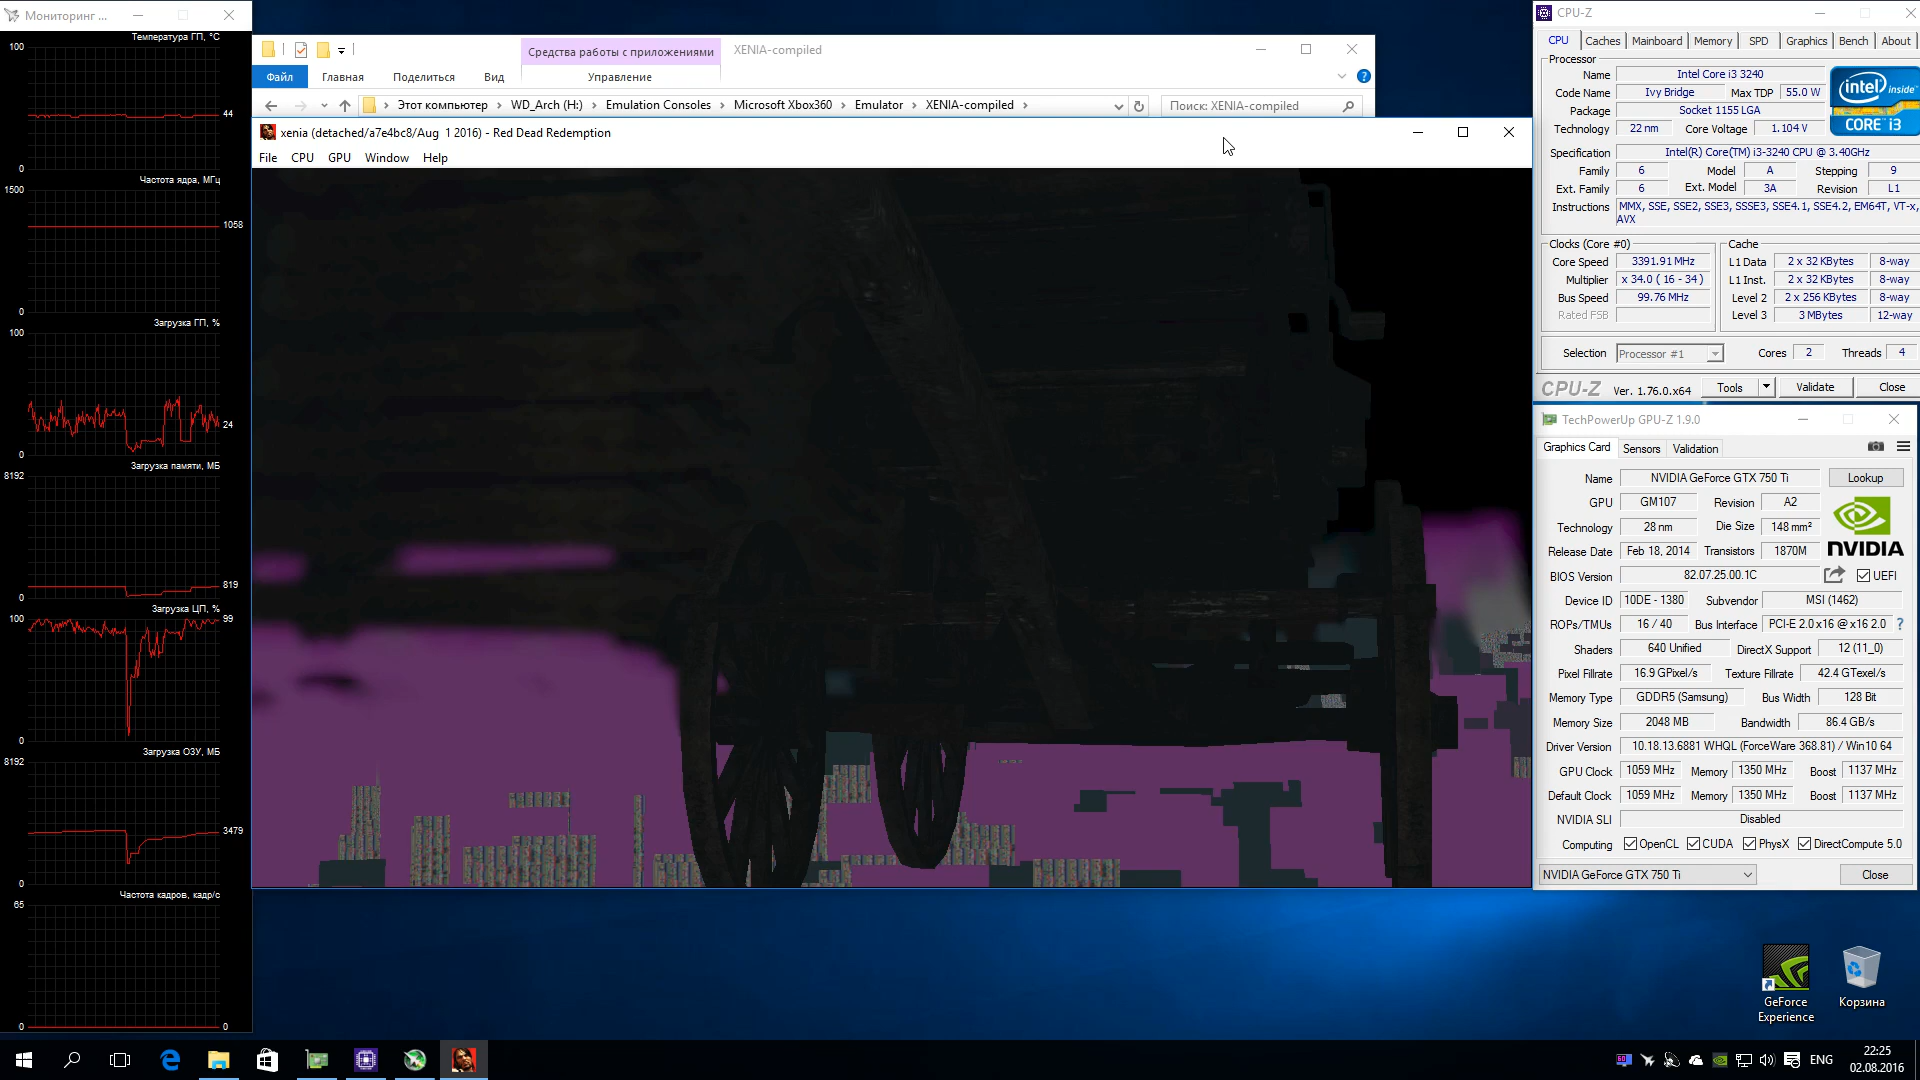 Мониторинг ...
Температура ГП, °C
100
44
0
Частота ядра, МГц
1500
1058
0
Загрузка ГП, %
100
24
0
Загрузка памяти, МБ
8192
819
0
Загрузка ЦП, %
100
99
0
Загрузка ОЗУ, МБ
8192
3479
0
Частота кадров, кадр/с
65
0
0
Средства работы с приложениями
XENIA-compiled
Файл
Главная
Поделиться
Вид
Управление
Этот компьютер
WD_Arch (H:)
Emulation Consoles
Microsoft Xbox360
Emulator
XENIA-compiled
Поиск: XENIA-compiled
xenia (detached/a7e4bc8/Aug  1 2016) - Red Dead Redemption
File CPU GPU Window Help
CPU-Z
CPU Caches Mainboard Memory SPD Graphics Bench About
Processor
Name Intel Core i3 3240
Code Name Ivy Bridge Max TDP 55.0 W
Package Socket 1155 LGA
Technology 22 nm Core Voltage 1.104 V
intel inside™
CORE™ i3
Specification Intel(R) Core(TM) i3-3240 CPU @ 3.40GHz
Family 6 Model A Stepping 9
Ext. Family 6 Ext. Model 3A Revision L1
Instructions MMX, SSE, SSE2, SSE3, SSSE3, SSE4.1, SSE4.2, EM64T, VT-x,
AVX
Clocks (Core #0)
Core Speed 3391.91 MHz
Multiplier x 34.0 ( 16 - 34 )
Bus Speed 99.76 MHz
Rated FSB
Cache
L1 Data 2 x 32 KBytes 8-way
L1 Inst. 2 x 32 KBytes 8-way
Level 2 2 x 256 KBytes 8-way
Level 3 3 MBytes 12-way
Selection Processor #1 Cores 2 Threads 4
CPU-Z Ver. 1.76.0.x64 Tools Validate Close
TechPowerUp GPU-Z 1.9.0
Graphics Card Sensors Validation
Name NVIDIA GeForce GTX 750 Ti Lookup
GPU GM107 Revision A2
Technology 28 nm Die Size 148 mm²
Release Date Feb 18, 2014 Transistors 1870M
NVIDIA
BIOS Version 82.07.25.00.1C UEFI
Device ID 10DE - 1380 Subvendor MSI (1462)
ROPs/TMUs 16 / 40 Bus Interface PCI-E 2.0 x16 @ x16 2.0 ?
Shaders 640 Unified DirectX Support 12 (11_0)
Pixel Fillrate 16.9 GPixel/s Texture Fillrate 42.4 GTexel/s
Memory Type GDDR5 (Samsung) Bus Width 128 Bit
Memory Size 2048 MB Bandwidth 86.4 GB/s
Driver Version 10.18.13.6881 WHQL (ForceWare 368.81) / Win10 64
GPU Clock 1059 MHz Memory 1350 MHz Boost 1137 MHz
Default Clock 1059 MHz Memory 1350 MHz Boost 1137 MHz
NVIDIA SLI Disabled
Computing OpenCL CUDA PhysX DirectCompute 5.0
NVIDIA GeForce GTX 750 Ti Close
GeForce
Experience
Корзина
60
ENG
22:25
02.08.2016